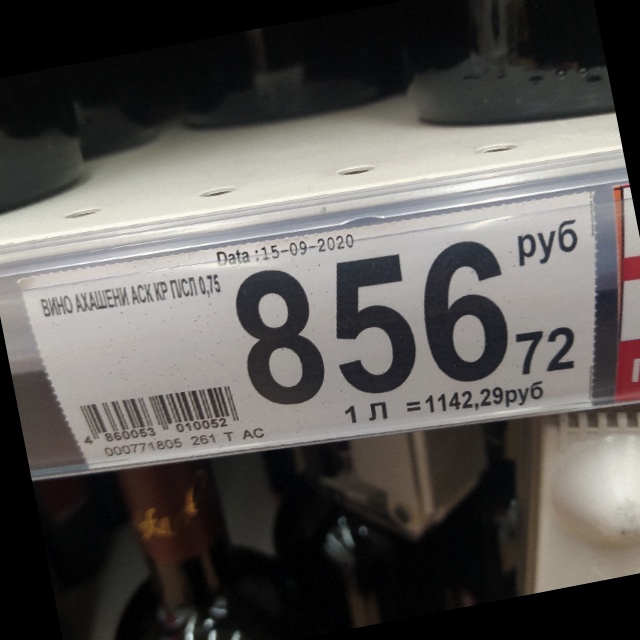 Data :15-09-2020
ВИНО АХАШЕНИ АСК КР П/СЛ 0,75
856 72 руб
1 Л =1142,29руб
4 860053 010052
000771805 261 T AC